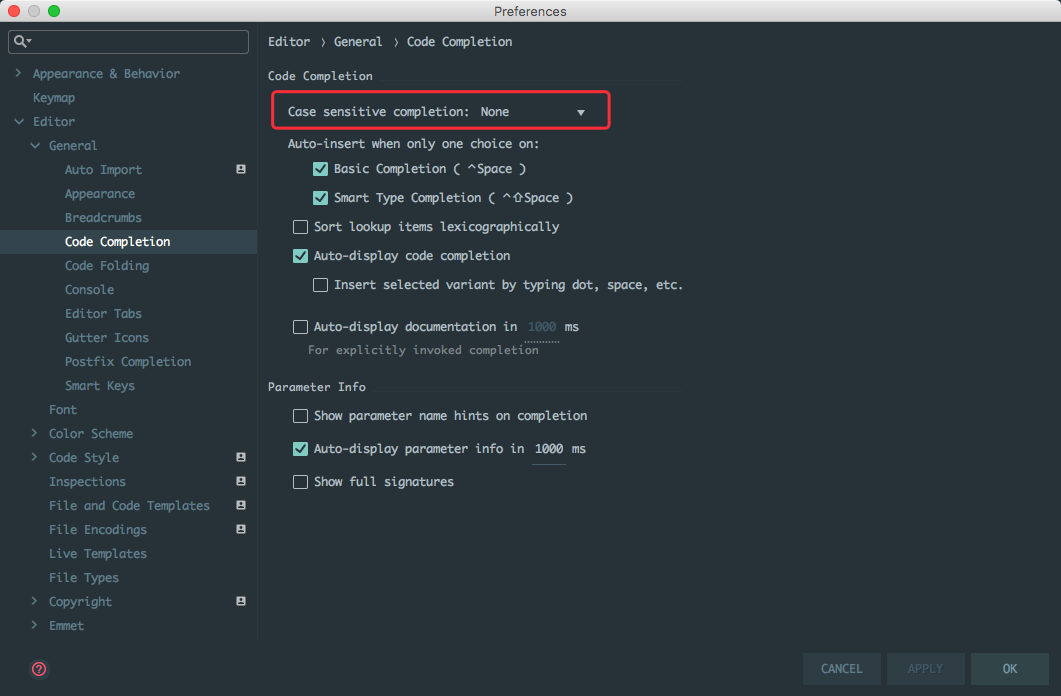 Preferences
Appearance & Behavior
Keymap
Editor
General
Auto Import
Appearance
Breadcrumbs
Code Completion
Code Folding
Console
Editor Tabs
Gutter Icons
Postfix Completion
Smart Keys
Font
Color Scheme
Code Style
Inspections
File and Code Templates
File Encodings
Live Templates
File Types
Copyright
Emmet
?
Editor › General › Code Completion
Code Completion
Case sensitive completion: None
Auto-insert when only one choice on:
Basic Completion ( ^Space )
Smart Type Completion ( ^⇧Space )
Sort lookup items lexicographically
Auto-display code completion
Insert selected variant by typing dot, space, etc.
Auto-display documentation in 1000 ms
For explicitly invoked completion
Parameter Info
Show parameter name hints on completion
Auto-display parameter info in 1000 ms
Show full signatures
CANCEL APPLY OK